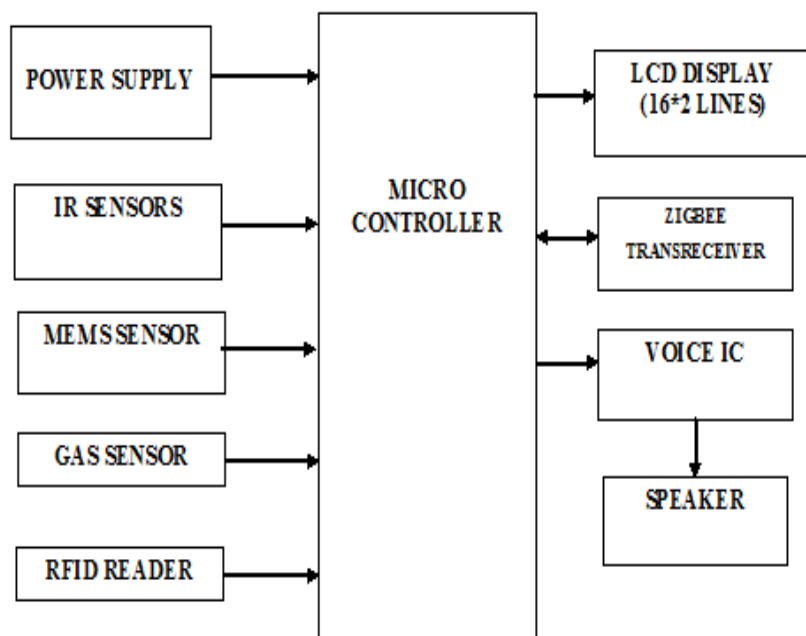 POWER SUPPLY
IR SENSORS
MEMS SENSOR
GAS SENSOR
RFID READER
MICRO
CONTROLLER
LCD DISPLAY
(16*2 LINES)
ZIGBEE
TRANSRECEIVER
VOICE IC
SPEAKER